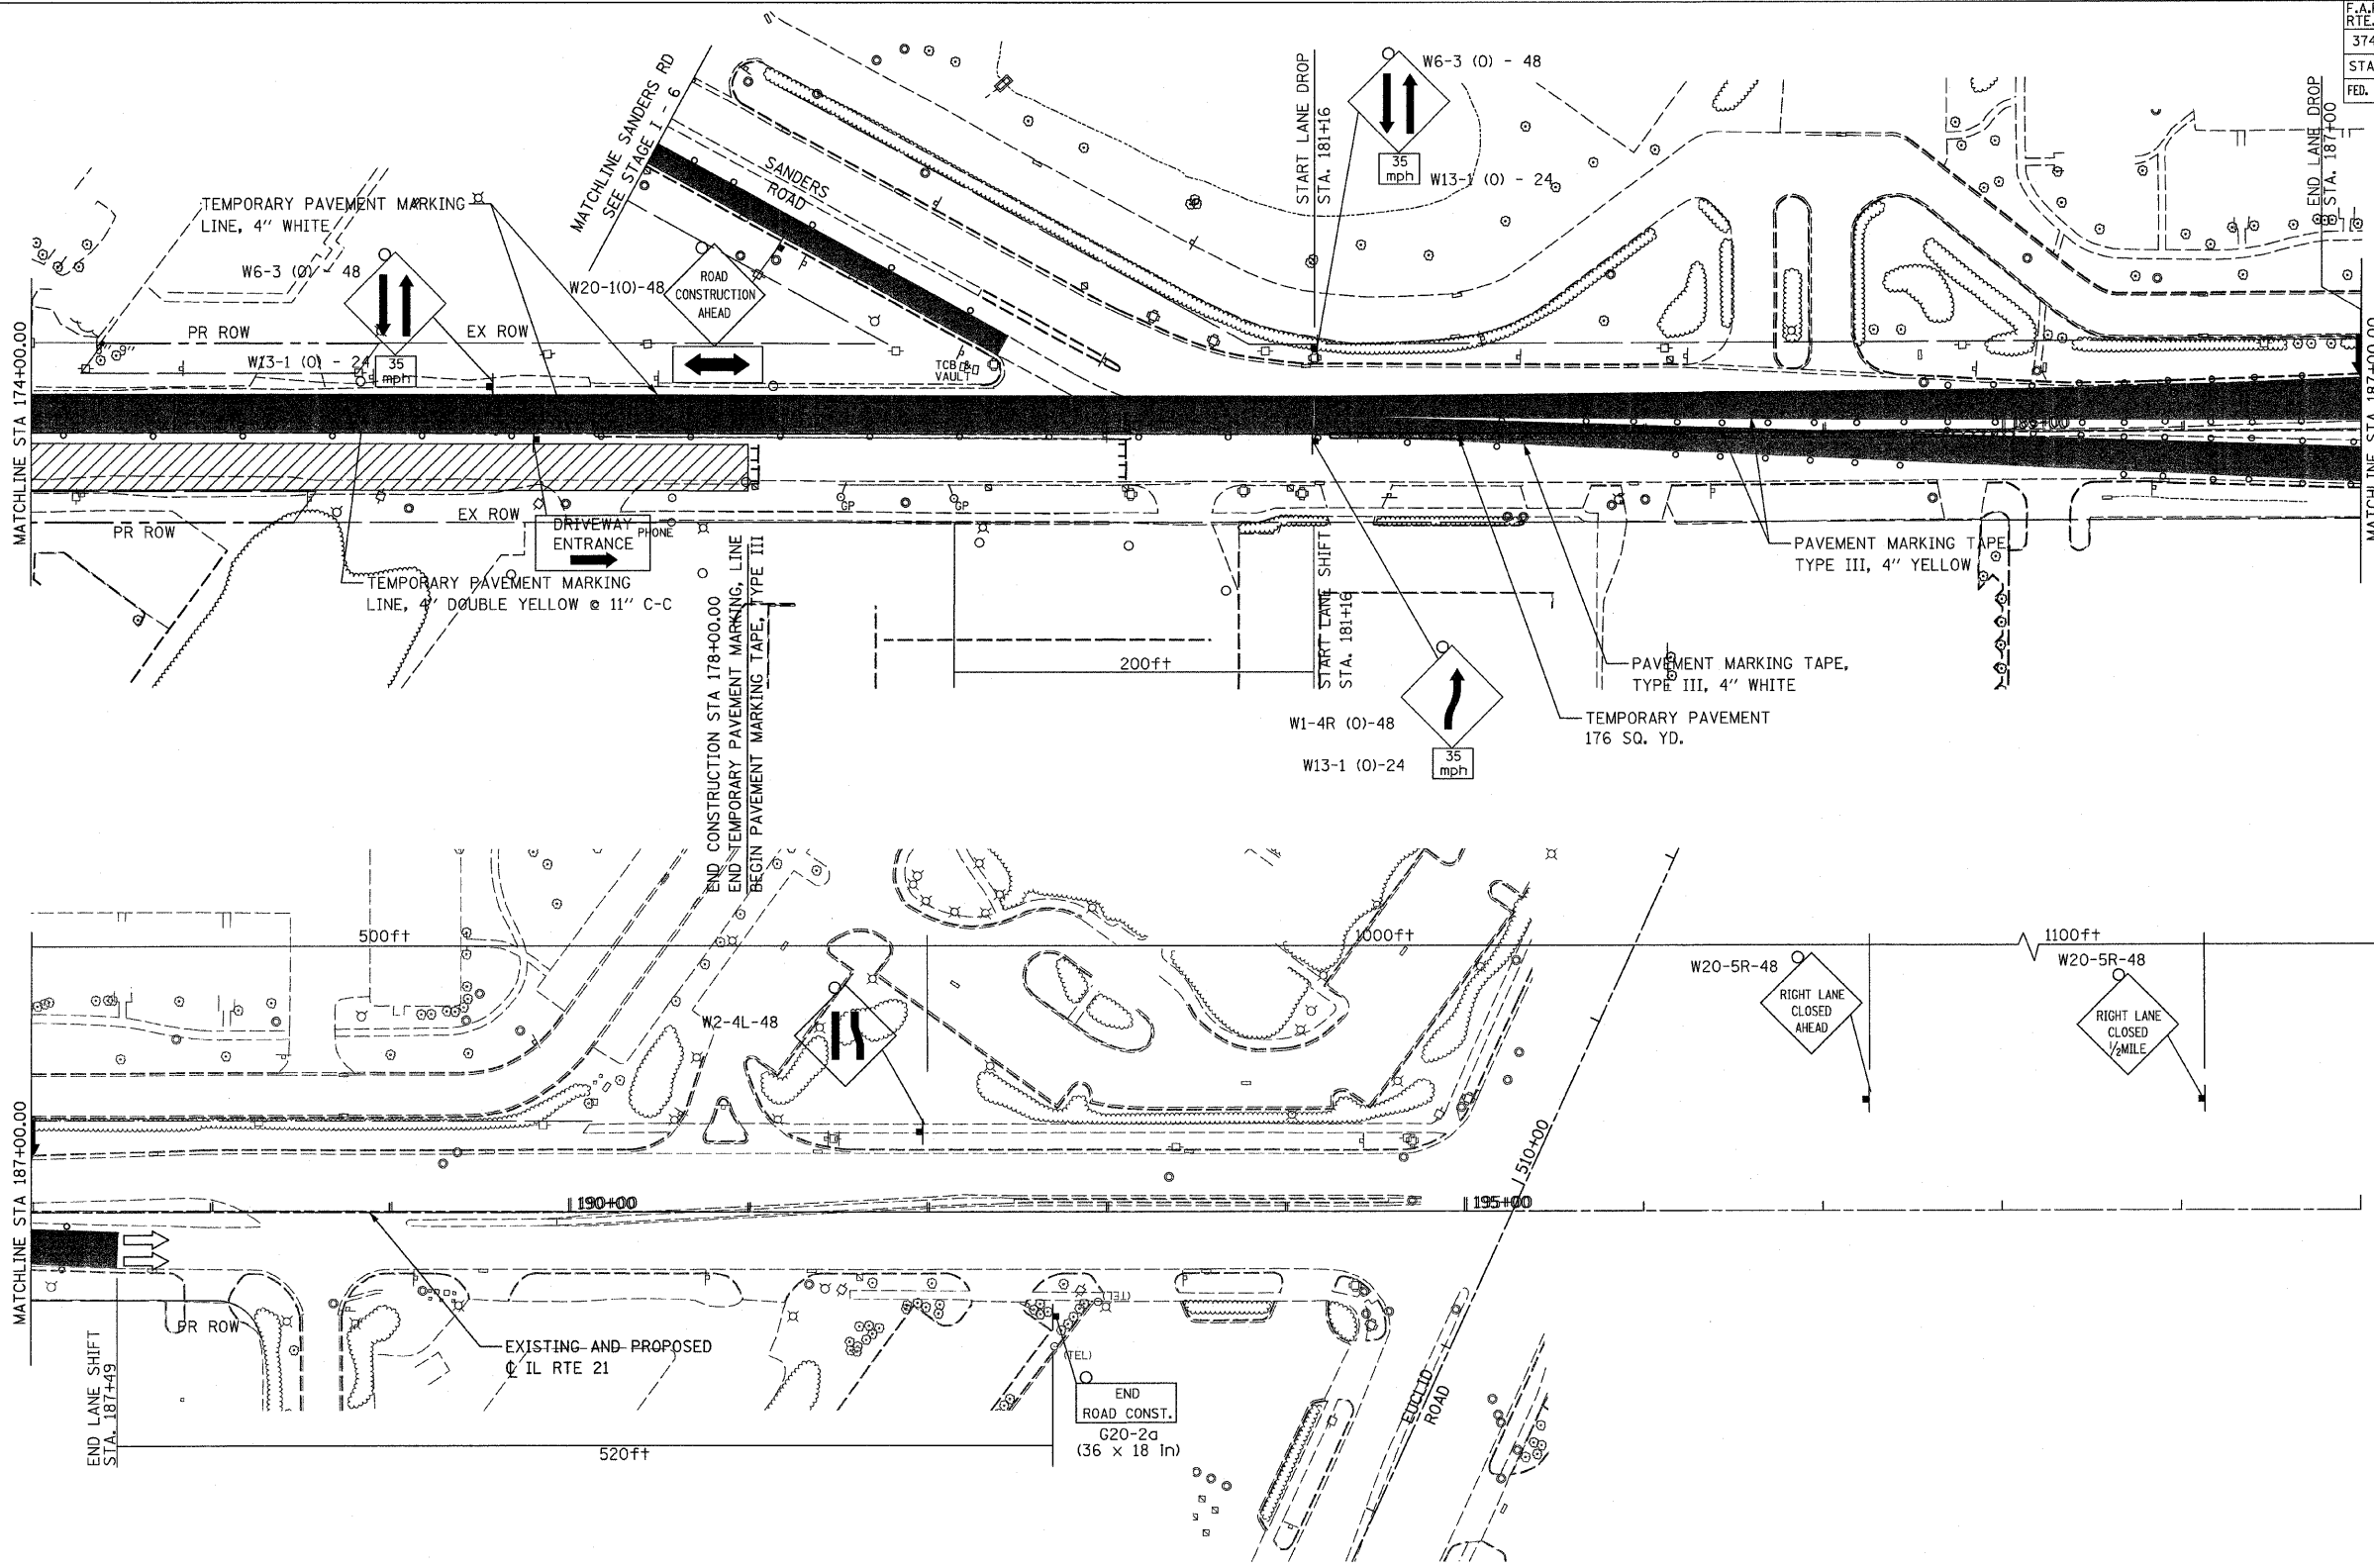 F.A.P.
RTE.
374
STA.
FED.
MATCHLINE SANDERS RD
SEE STAGE I - 6
SANDERS
ROAD
START LANE DROP
STA. 181+16
W6-3 (O) - 48
35
mph
W13-1 (O) - 24
END LANE DROP
STA. 187+00
TEMPORARY PAVEMENT MARKING
LINE, 4" WHITE
W6-3 (O) - 48
W20-1(O)-48
ROAD
CONSTRUCTION
AHEAD
PR ROW
EX ROW
W13-1 (O) - 24
35
mph
TCB &
VAULT
MATCHLINE STA 174+00.00
MATCHLINE STA 187+00.00
185+00
GP
GP
PR ROW
EX ROW
DRIVEWAY
ENTRANCE
PHONE
TEMPORARY PAVEMENT MARKING
LINE, 4" DOUBLE YELLOW @ 11" C-C
END CONSTRUCTION STA 178+00.00
END TEMPORARY PAVEMENT MARKING, LINE
BEGIN PAVEMENT MARKING TAPE, TYPE III
200ft
START LANE SHIFT
STA. 181+16
PAVEMENT MARKING TAPE
TYPE III, 4" YELLOW
PAVEMENT MARKING TAPE,
TYPE III, 4" WHITE
TEMPORARY PAVEMENT
176 SQ. YD.
W1-4R (O)-48
W13-1 (O)-24
35
mph
500ft
1000ft
1100ft
W20-5R-48
RIGHT LANE
CLOSED
AHEAD
W20-5R-48
RIGHT LANE
CLOSED
1/2MILE
W2-4L-48
MATCHLINE STA 187+00.00
190+00
195+00
510+00
PR ROW
EXISTING AND PROPOSED
℄ IL RTE 21
(TEL)
(TEL)
END LANE SHIFT
STA. 187+49
520ft
END
ROAD CONST.
G20-2a
(36 x 18 in)
EUCLID
ROAD